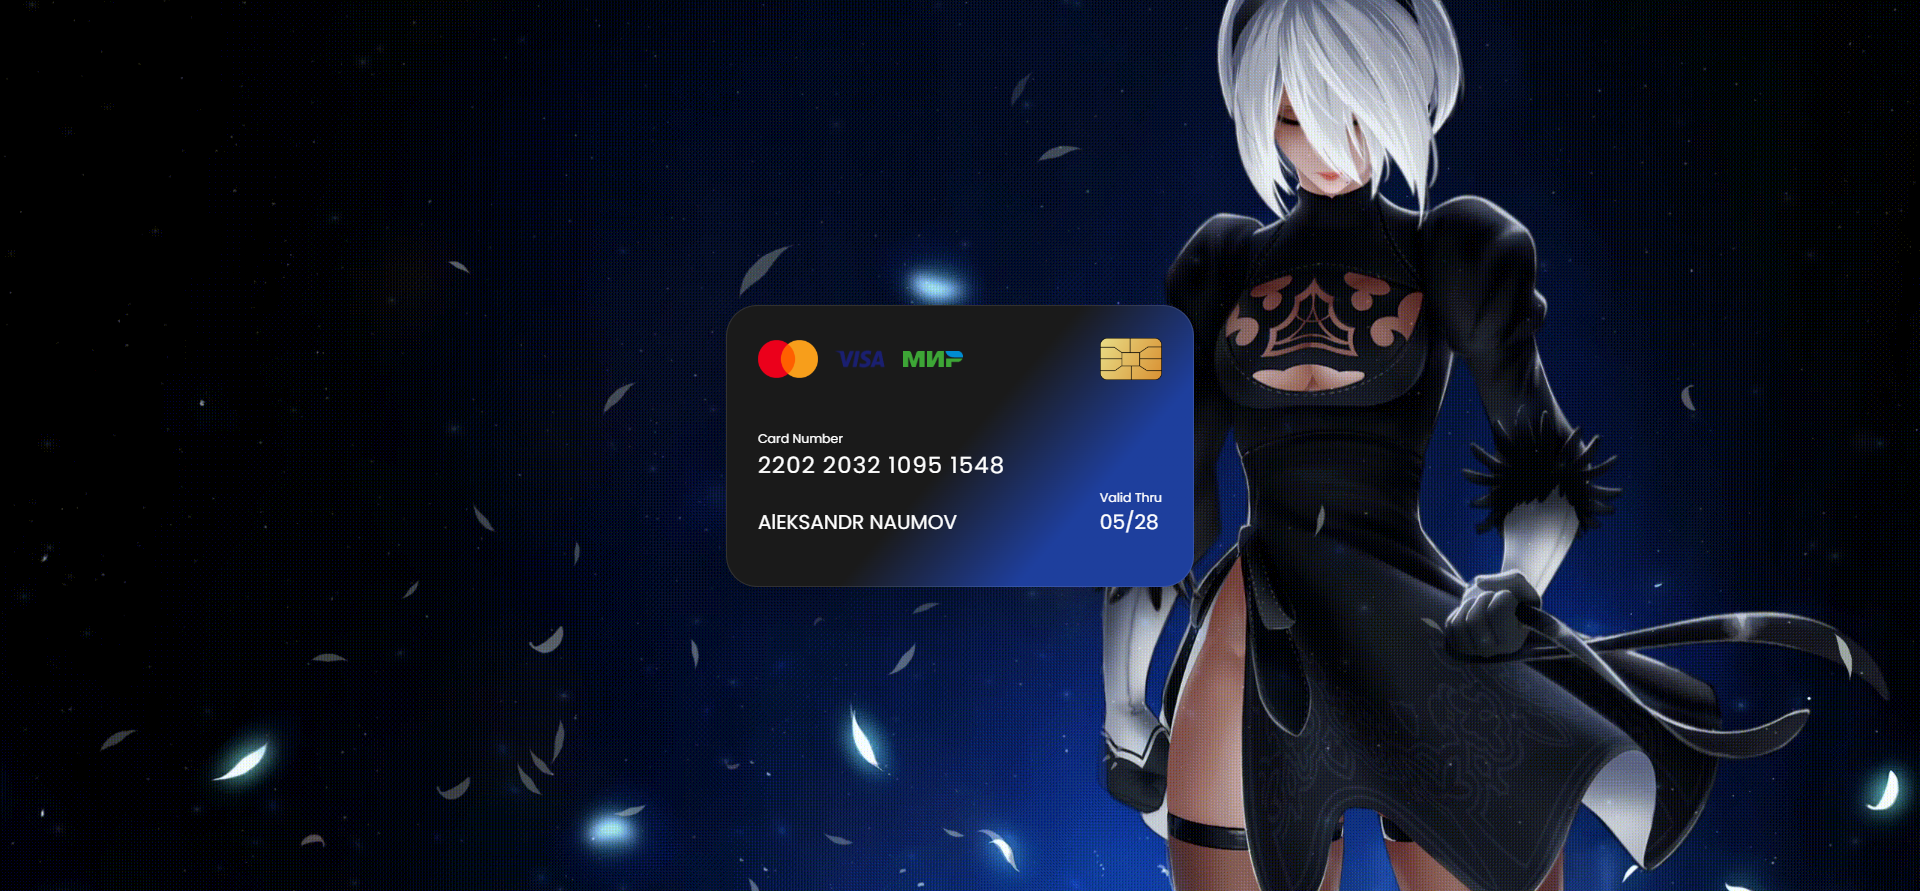 VISA МИР
Card Number
2202 2032 1095 1548
Valid Thru
AlEKSANDR NAUMOV
05/28